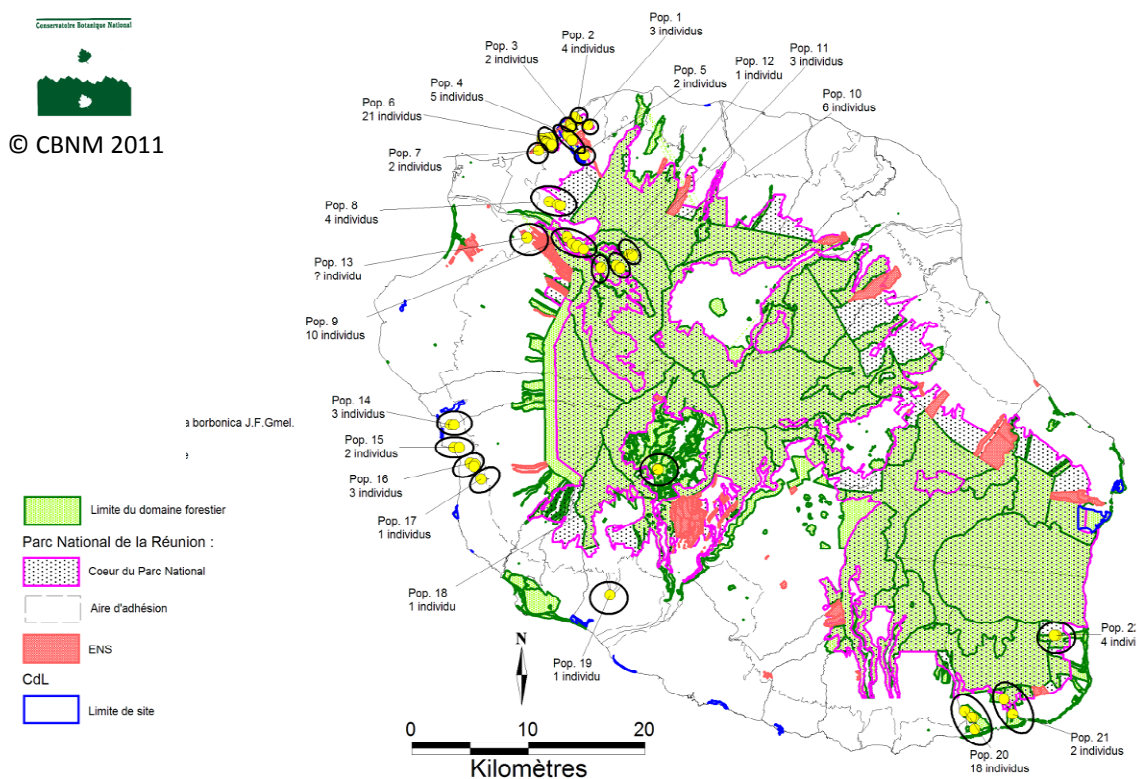 Conservatoire Botanique National
© CBNM 2011
Pop. 1
3 individus
Pop. 2
4 individus
Pop. 3
2 individus
Pop. 11
3 individus
Pop. 12
1 individu
Pop. 5
2 individus
Pop. 4
5 individus
Pop. 10
6 individus
Pop. 6
21 individus
Pop. 7
2 individus
Pop. 8
4 individus
Pop. 13
? individu
Pop. 9
10 individus
Pop. 14
3 individus
a borbonica J.F.Gmel.
Pop. 15
2 individus
e
Pop. 16
3 individus
Pop. 17
1 individus
Limite du domaine forestier
Parc National de la Réunion :
Coeur du Parc National
Pop. 18
1 individu
Aire d'adhésion
ENS
CdL
Limite de site
N
Pop. 19
1 individu
Pop. 22
4 indivi
Pop. 21
2 individus
Pop. 20
18 individus
0 10 20
Kilomètres